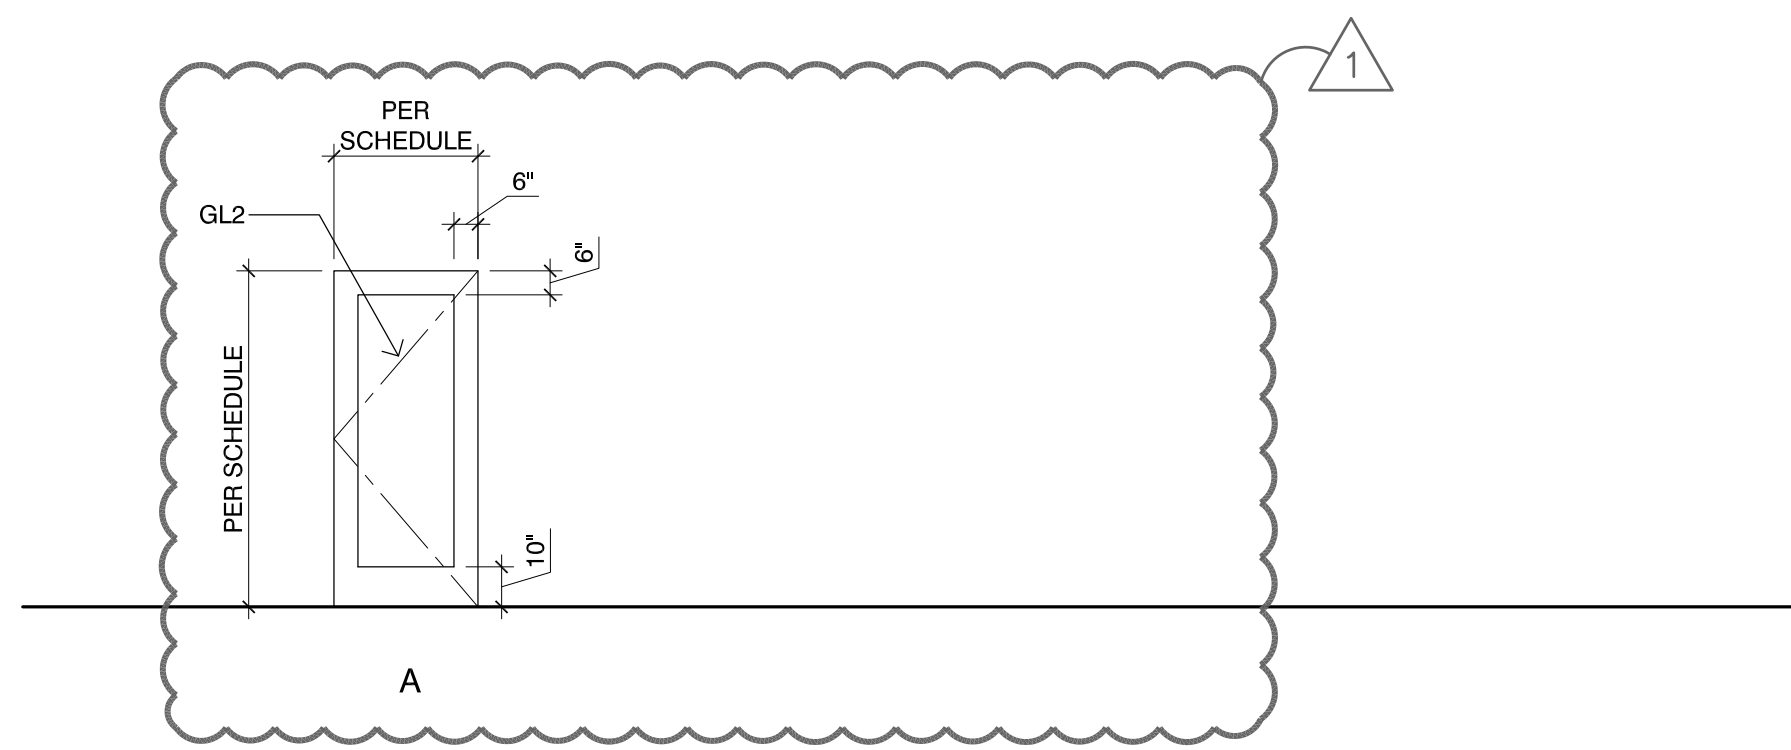 1
PER
SCHEDULE
6"
GL2
6"
PER SCHEDULE
10"
A